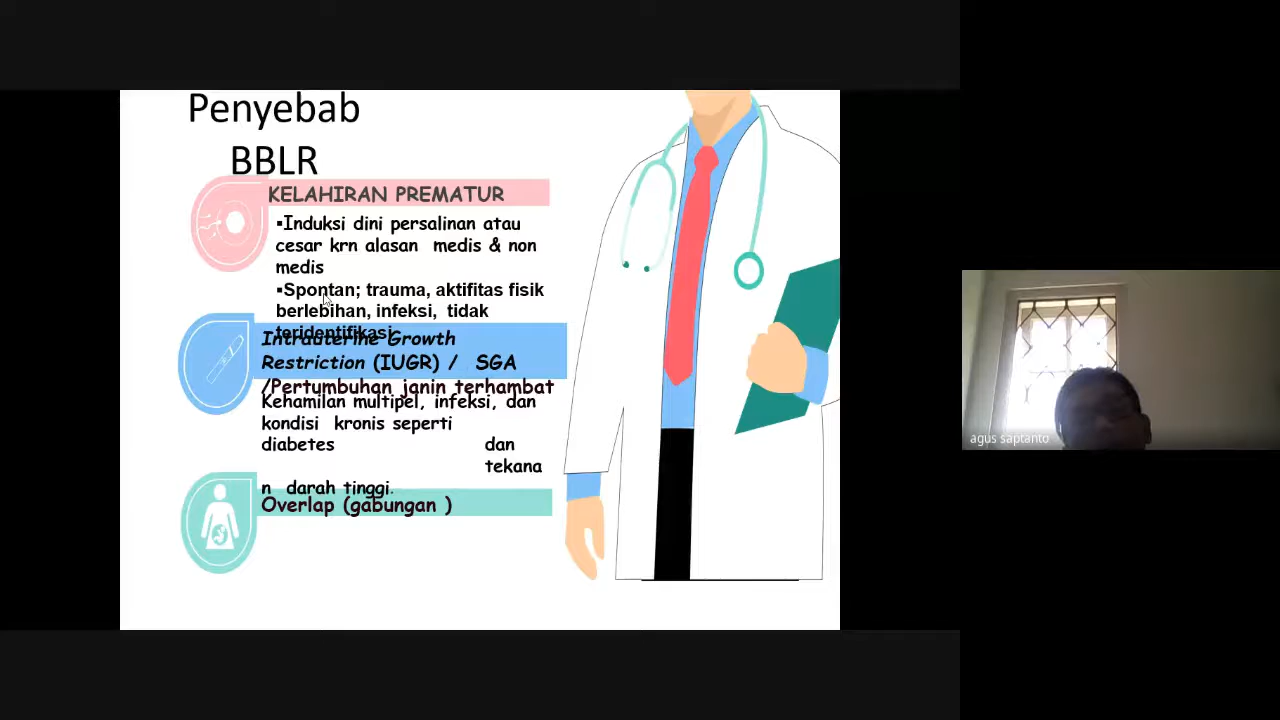 Penyebab
BBLR
KELAHIRAN PREMATUR
▪Induksi dini persalinan atau
cesar krn alasan medis & non
medis
▪Spontan; trauma, aktifitas fisik
berlebihan, infeksi, tidak
teridentifikasi
Intrauterine Growth
Restriction (IUGR) / SGA
/Pertumbuhan janin terhambat
Kehamilan multipel, infeksi, dan
kondisi kronis seperti
diabetes dan
tekana
n darah tinggi.
Overlap (gabungan )
agus saptanto